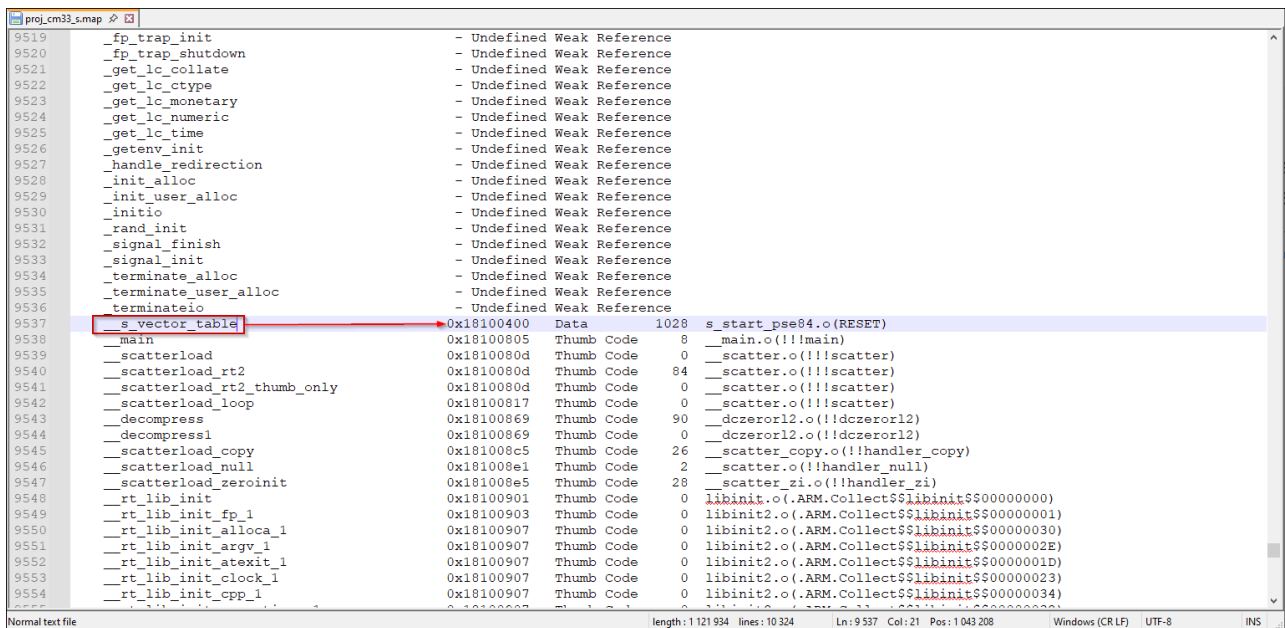 proj_cm33_s.map
9519 _fp_trap_init - Undefined Weak Reference
9520 _fp_trap_shutdown - Undefined Weak Reference
9521 _get_lc_collate - Undefined Weak Reference
9522 _get_lc_ctype - Undefined Weak Reference
9523 _get_lc_monetary - Undefined Weak Reference
9524 _get_lc_numeric - Undefined Weak Reference
9525 _get_lc_time - Undefined Weak Reference
9526 _getenv_init - Undefined Weak Reference
9527 _handle_redirection - Undefined Weak Reference
9528 _init_alloc - Undefined Weak Reference
9529 _init_user_alloc - Undefined Weak Reference
9530 _initio - Undefined Weak Reference
9531 _rand_init - Undefined Weak Reference
9532 _signal_finish - Undefined Weak Reference
9533 _signal_init - Undefined Weak Reference
9534 _terminate_alloc - Undefined Weak Reference
9535 _terminate_user_alloc - Undefined Weak Reference
9536 _terminateio - Undefined Weak Reference
9537 __s_vector_table 0x18100400 Data 1028 s_start_pse84.o(RESET)
9538 __main 0x18100805 Thumb Code 8 __main.o(!!!main)
9539 __scatterload 0x1810080d Thumb Code 0 __scatter.o(!!!scatter)
9540 __scatterload_rt2 0x1810080d Thumb Code 84 __scatter.o(!!!scatter)
9541 __scatterload_rt2_thumb_only 0x1810080d Thumb Code 0 __scatter.o(!!!scatter)
9542 __scatterload_loop 0x18100817 Thumb Code 0 __scatter.o(!!!scatter)
9543 __decompress 0x18100869 Thumb Code 90 __dczerorl2.o(!!dczerorl2)
9544 __decompress1 0x18100869 Thumb Code 0 __dczerorl2.o(!!dczerorl2)
9545 __scatterload_copy 0x181008c5 Thumb Code 26 __scatter_copy.o(!!handler_copy)
9546 __scatterload_null 0x181008e1 Thumb Code 2 __scatter.o(!!handler_null)
9547 __scatterload_zeroinit 0x181008e5 Thumb Code 28 __scatter_zi.o(!!handler_zi)
9548 __rt_lib_init 0x18100901 Thumb Code 0 libinit.o(.ARM.Collect$$libinit$$00000000)
9549 __rt_lib_init_fp_1 0x18100903 Thumb Code 0 libinit2.o(.ARM.Collect$$libinit$$00000001)
9550 __rt_lib_init_alloca_1 0x18100907 Thumb Code 0 libinit2.o(.ARM.Collect$$libinit$$00000030)
9551 __rt_lib_init_argv_1 0x18100907 Thumb Code 0 libinit2.o(.ARM.Collect$$libinit$$0000002E)
9552 __rt_lib_init_atexit_1 0x18100907 Thumb Code 0 libinit2.o(.ARM.Collect$$libinit$$0000001D)
9553 __rt_lib_init_clock_1 0x18100907 Thumb Code 0 libinit2.o(.ARM.Collect$$libinit$$00000023)
9554 __rt_lib_init_cpp_1 0x18100907 Thumb Code 0 libinit2.o(.ARM.Collect$$libinit$$00000034)
Normal text file length : 1 121 934 lines : 10 324 Ln : 9 537 Col : 21 Pos : 1 043 208 Windows (CR LF) UTF-8 INS